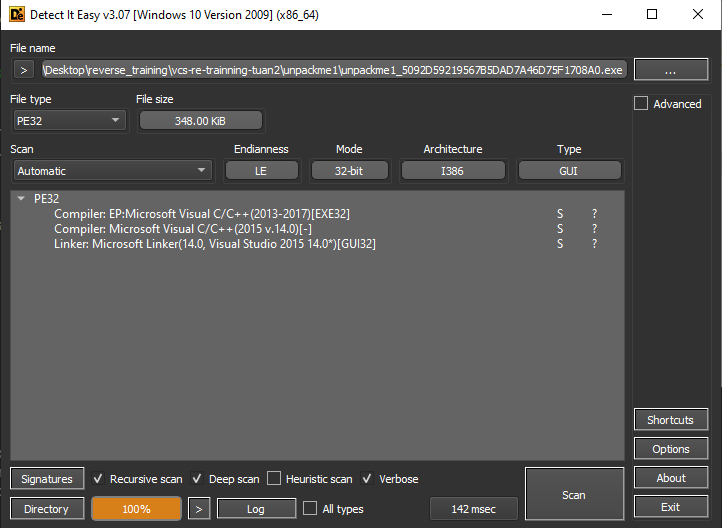 Detect It Easy v3.07 [Windows 10 Version 2009] (x86_64)
File name
> \Desktop\reverse_training\vcs-re-trainning-tuan2\unpackme1\unpackme1_5092D59219567B5DAD7A46D75F1708A0.exe ...
File type File size Advanced
PE32 348.00 KiB
Scan Endianness Mode Architecture Type
Automatic LE 32-bit I386 GUI
PE32
Compiler: EP:Microsoft Visual C/C++(2013-2017)[EXE32] S ?
Compiler: Microsoft Visual C/C++(2015 v.14.0)[-] S ?
Linker: Microsoft Linker(14.0, Visual Studio 2015 14.0*)[GUI32] S ?
Shortcuts
Options
Signatures Recursive scan Deep scan Heuristic scan Verbose Scan About
Directory 100% > Log All types 142 msec Exit